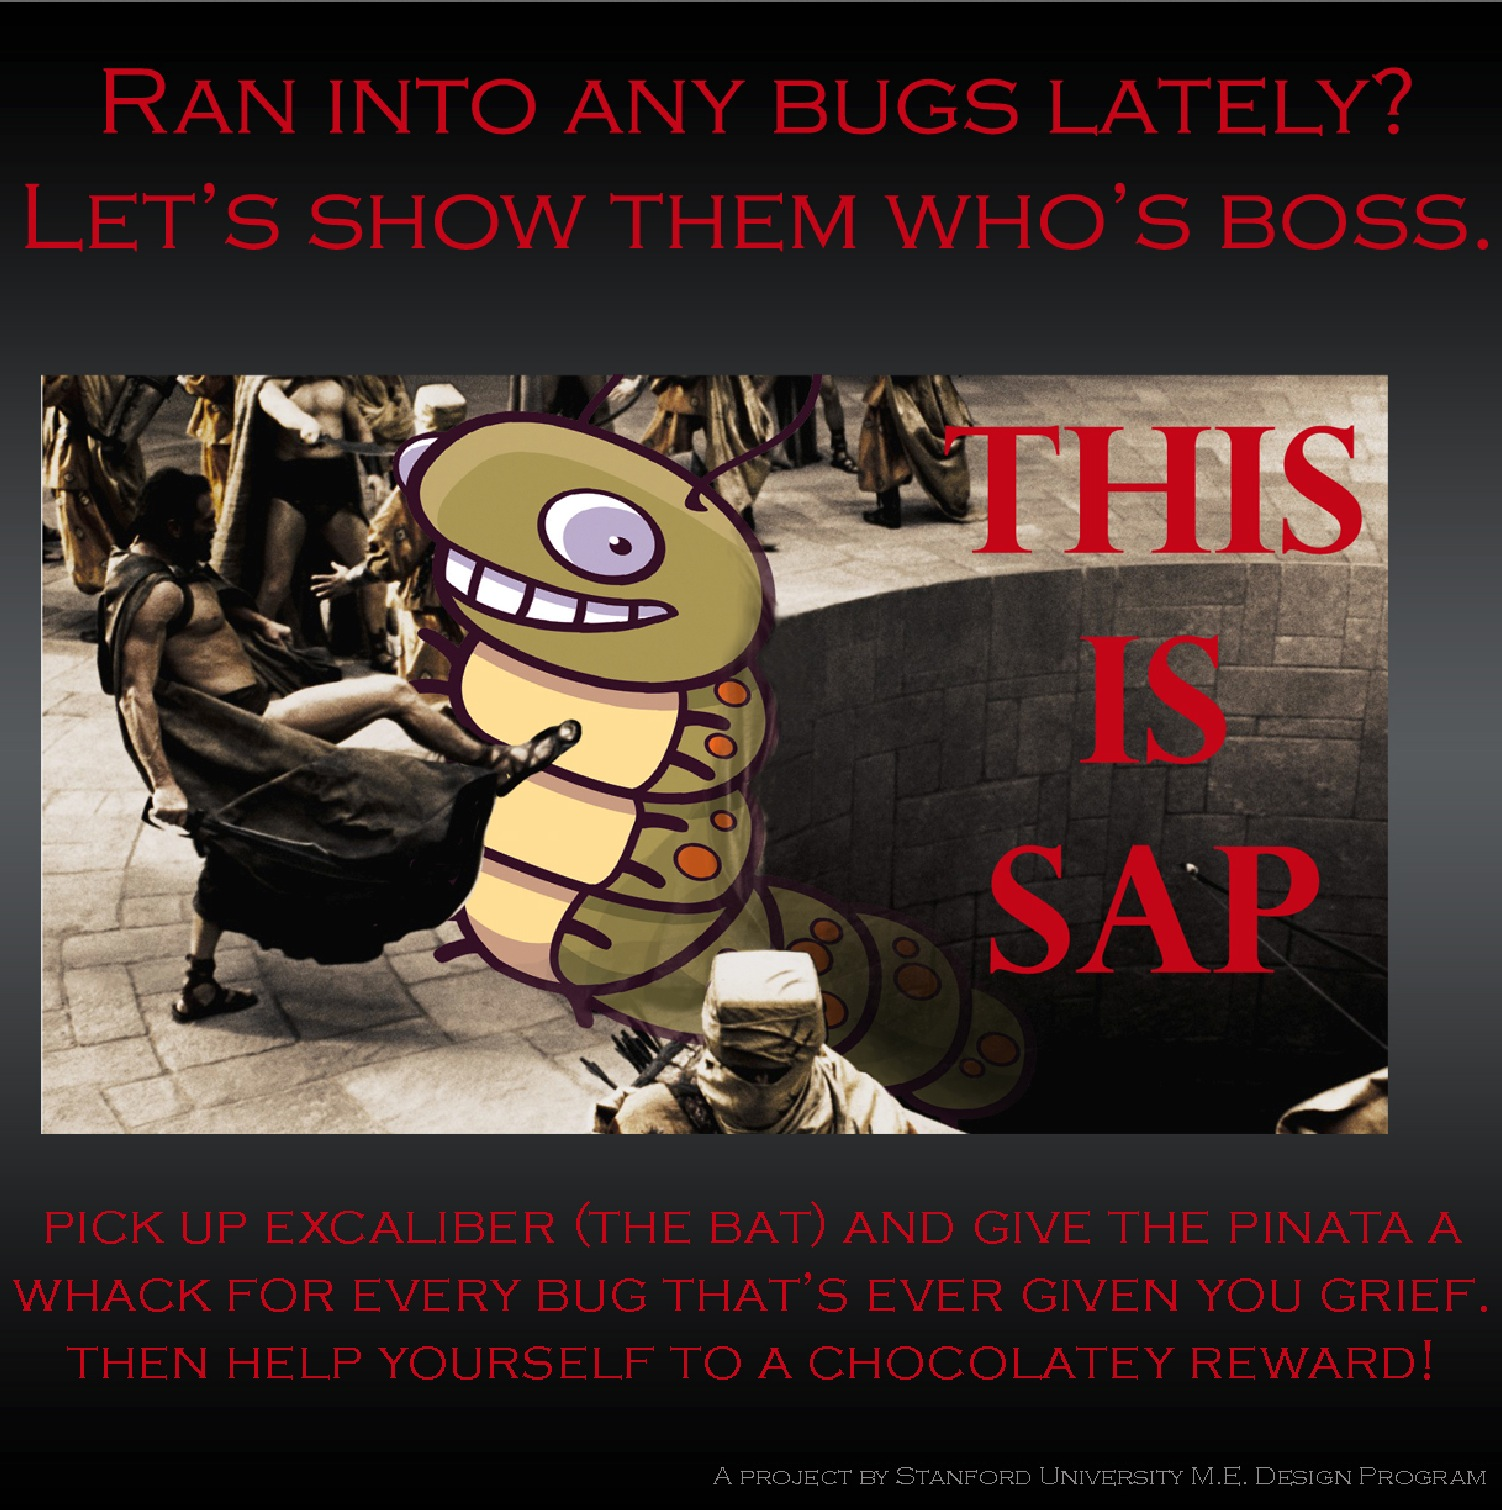 Ran into any bugs lately?
Let's show them who's boss.
THIS
IS
SAP
pick up excaliber (the bat) and give the pinata a
whack for every bug that's ever given you grief.
then help yourself to a chocolatey reward!
A project by Stanford University M.E. Design Program